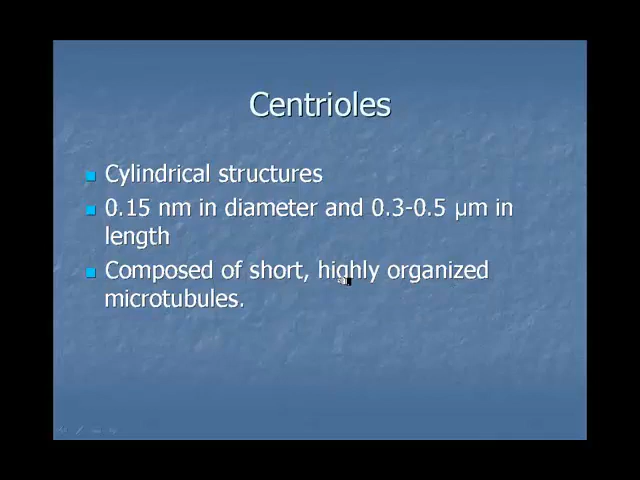 Centrioles
Cylindrical structures
0.15 nm in diameter and 0.3-0.5 µm in
length
Composed of short, highly organized
microtubules.